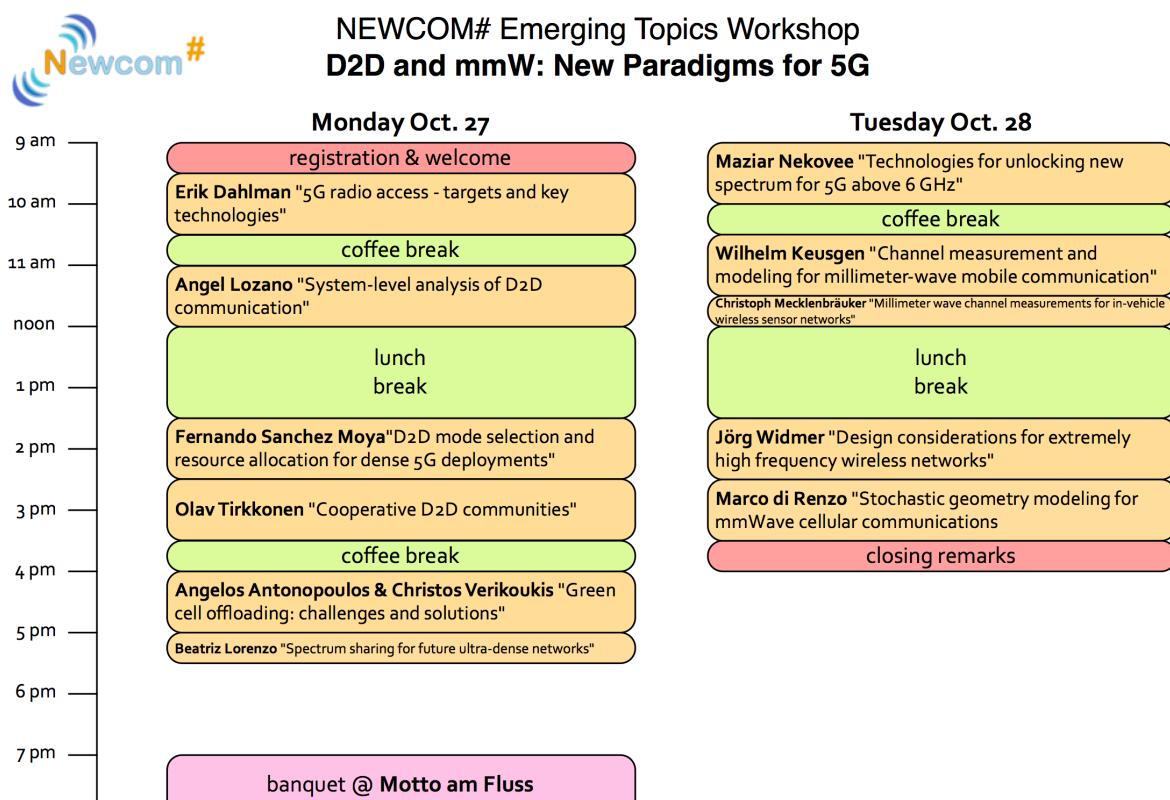 Newcom#
NEWCOM# Emerging Topics Workshop
D2D and mmW: New Paradigms for 5G
9 am
10 am
11 am
noon
1 pm
2 pm
3 pm
4 pm
5 pm
6 pm
7 pm
Monday Oct. 27
registration & welcome
Erik Dahlman "5G radio access - targets and key
technologies"
coffee break
Angel Lozano "System-level analysis of D2D
communication"
lunch
break
Fernando Sanchez Moya"D2D mode selection and
resource allocation for dense 5G deployments"
Olav Tirkkonen "Cooperative D2D communities"
coffee break
Angelos Antonopoulos & Christos Verikoukis "Green
cell offloading: challenges and solutions"
Beatriz Lorenzo "Spectrum sharing for future ultra-dense networks"
banquet @ Motto am Fluss
Tuesday Oct. 28
Maziar Nekovee "Technologies for unlocking new
spectrum for 5G above 6 GHz"
coffee break
Wilhelm Keusgen "Channel measurement and
modeling for millimeter-wave mobile communication"
Christoph Mecklenbräuker "Millimeter wave channel measurements for in-vehicle
wireless sensor networks"
lunch
break
Jörg Widmer "Design considerations for extremely
high frequency wireless networks"
Marco di Renzo "Stochastic geometry modeling for
mmWave cellular communications
closing remarks